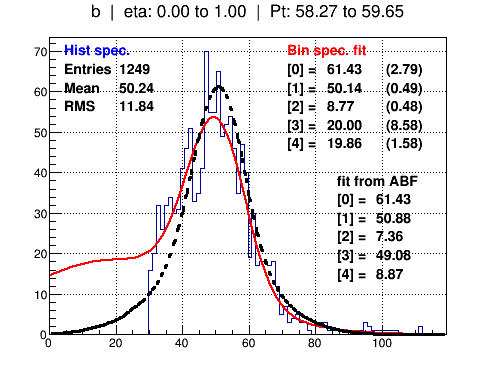 b | eta: 0.00 to 1.00 | Pt: 58.27 to 59.65
Hist spec.
Entries 1249
Mean 50.24
RMS 11.84
Bin spec. fit
[0] = 61.43 (2.79)
[1] = 50.14 (0.49)
[2] = 8.77 (0.48)
[3] = 20.00 (8.58)
[4] = 19.86 (1.58)
fit from ABF
[0] = 61.43
[1] = 50.88
[2] = 7.36
[3] = 49.08
[4] = 8.87
70
60
50
40
30
20
10
0
0 20 40 60 80 100